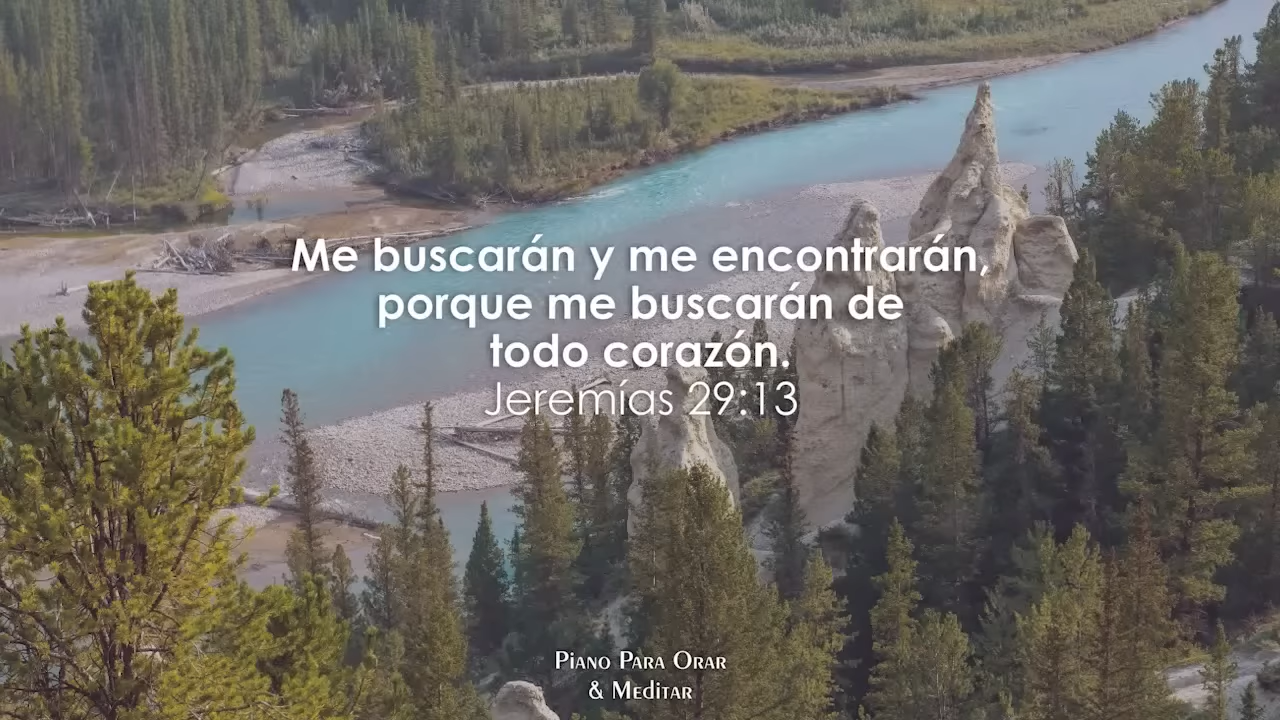 Me buscarán y me encontrarán,
porque me buscarán de
todo corazón.
Jeremías 29:13
Piano Para Orar
& Meditar